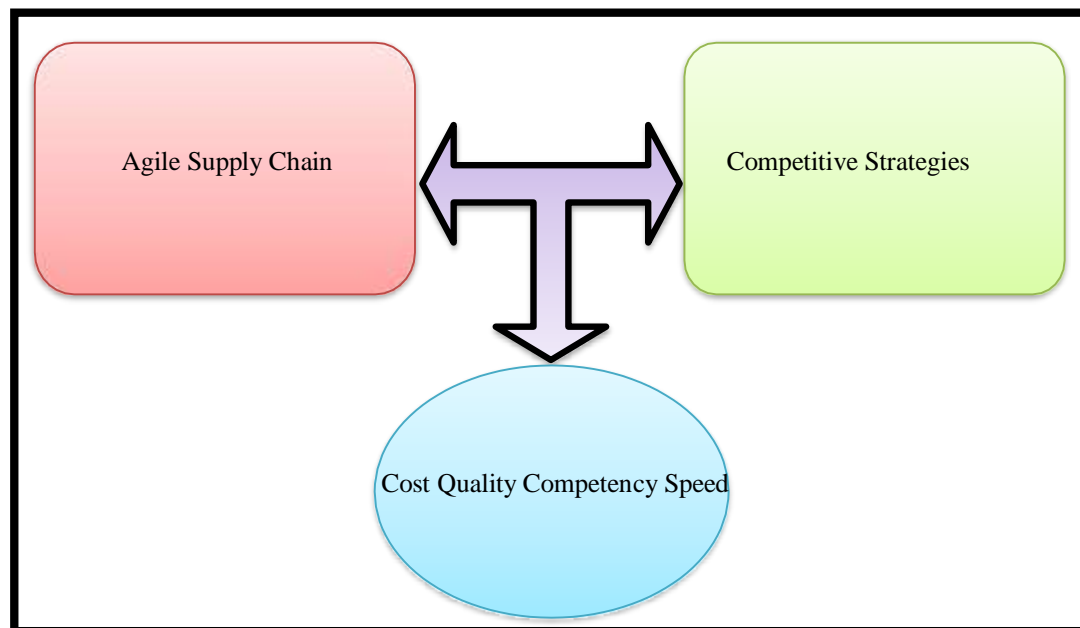 Agile Supply Chain
Competitive Strategies
Cost Quality Competency Speed